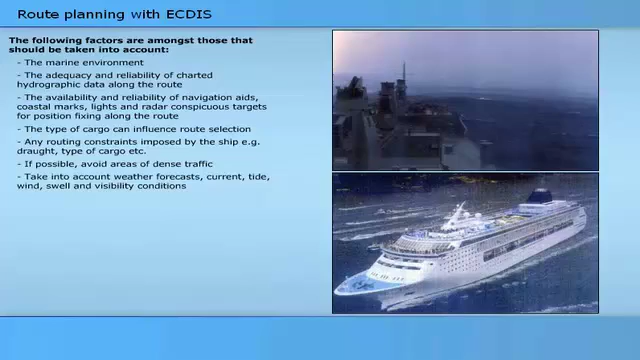 Route planning with ECDIS
The following factors are amongst those that
should be taken into account:
- The marine environment
- The adequacy and reliability of charted
hydrographic data along the route
- The availability and reliability of navigation aids,
coastal marks, lights and radar conspicuous targets
for position fixing along the route
- The type of cargo can influence route selection
- Any routing constraints imposed by the ship e.g.
draught, type of cargo etc.
- If possible, avoid areas of dense traffic
- Take into account weather forecasts, current, tide,
wind, swell and visibility conditions